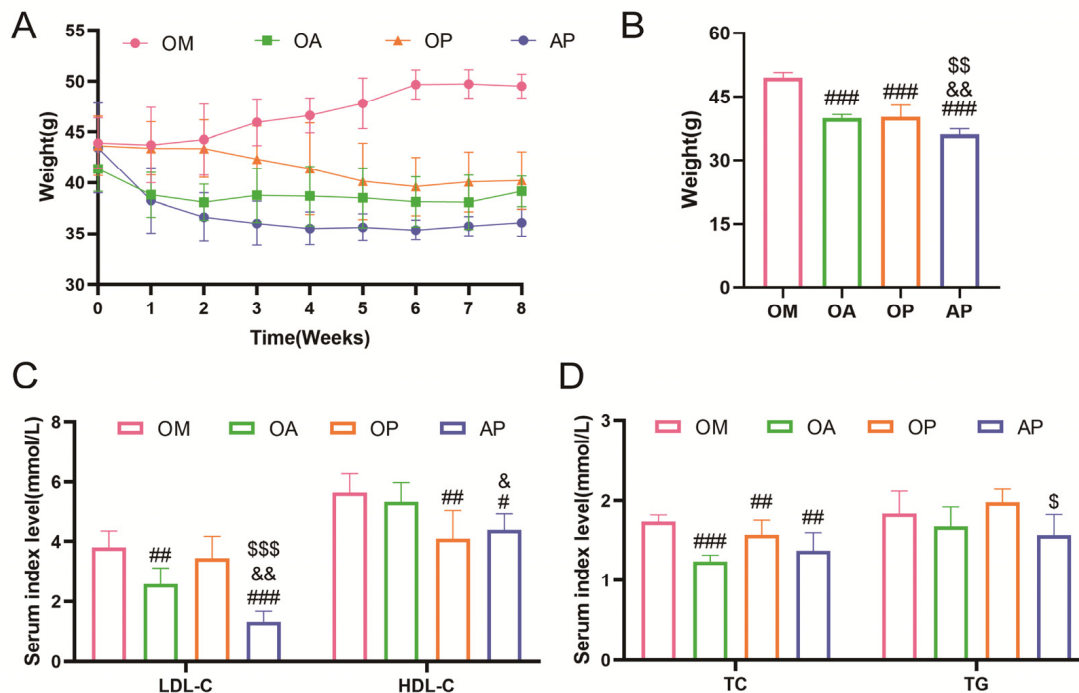 A
OM OA OP AP
Weight(g)
55
50
45
40
35
30
0 1 2 3 4 5 6 7 8
Time(Weeks)
B
Weight(g)
60
45
30
15
0
###
###
$$
&&
###
OM OA OP AP
C
OM OA OP AP
Serum index level(mmol/L)
8
6
4
2
0
##
$$$
&&
###
##
&
#
LDL-C HDL-C
D
OM OA OP AP
Serum index level(mmol/L)
3
2
1
0
###
##
##
$
TC TG